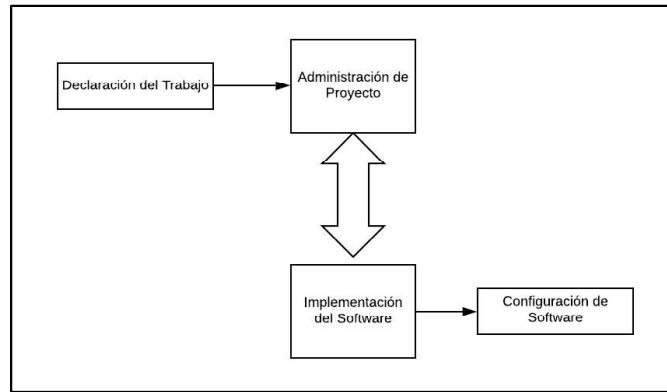 Declaración del Trabajo
Administración de
Proyecto
Implementación
del Software
Configuración de
Software